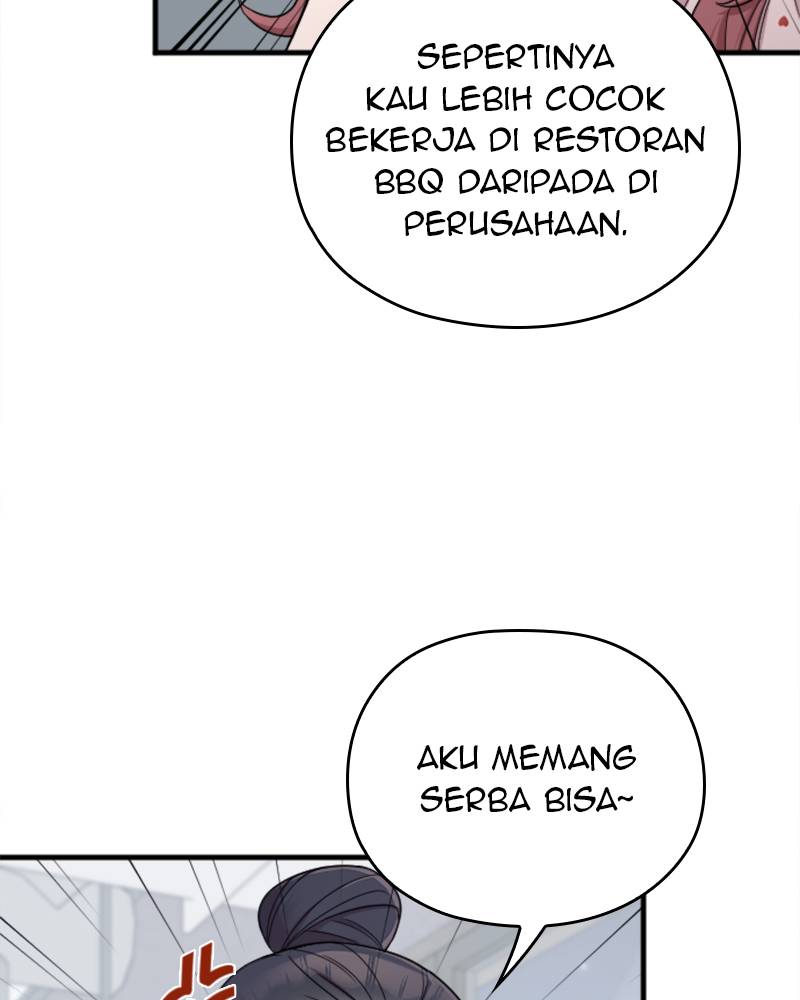 SEPERTINYA
KAU LEBIH COCOK
BEKERJA DI RESTORAN
BBQ DARIPADA DI
PERUSAHAAN.
AKU MEMANG
SERBA BISA~